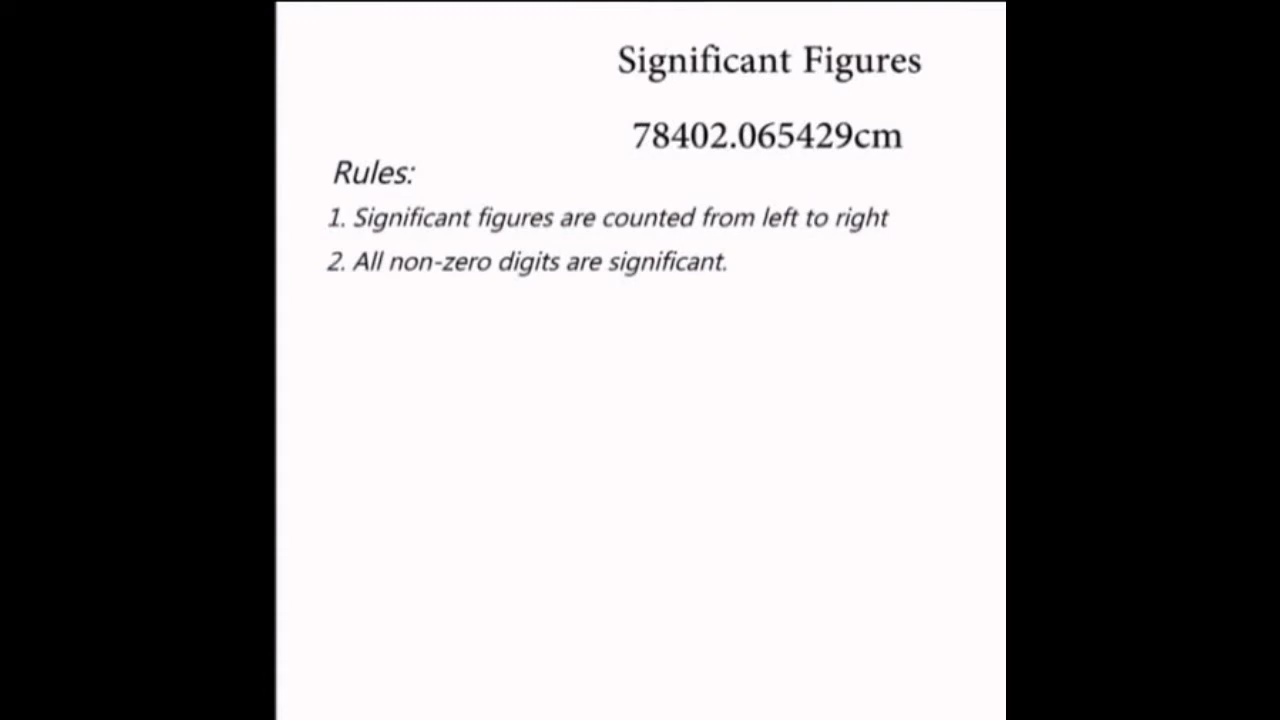 Significant Figures
78402.065429cm
Rules:
1. Significant figures are counted from left to right
2. All non-zero digits are significant.